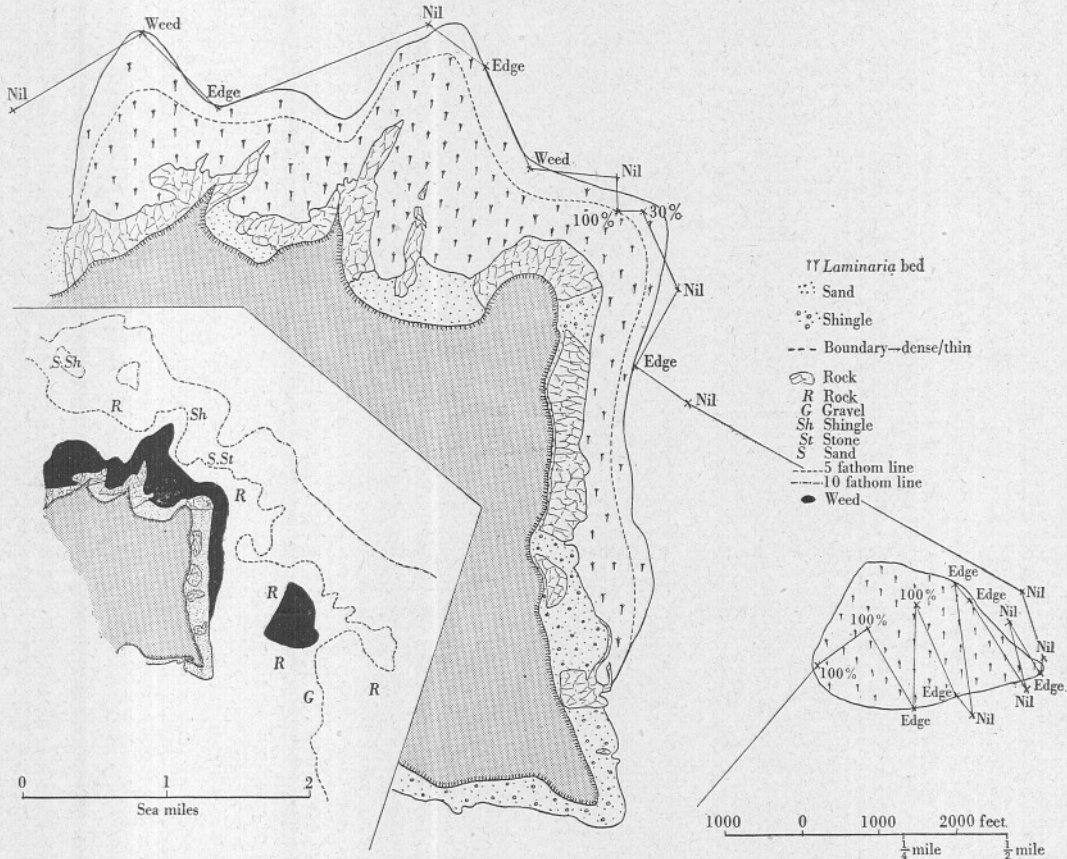 Weed
Nil
Edge
Nil
Edge
Weed
Nil
100%
30%
Nil
Edge
Nil
Laminaria bed
Sand
Shingle
Boundary—dense/thin
Rock
R Rock
G Gravel
Sh Shingle
St Stone
S Sand
5 fathom line
10 fathom line
Weed
S.Sh
R
Sh
S.St
R
R
R
G
R
0 1 2
Sea miles
Edge
Edge
Nil
100%
100%
Nil
Nil
100%
Edge
Edge
Nil
Edge
Nil
1000 0 1000 2000 feet.
1/4 mile 1/2 mile